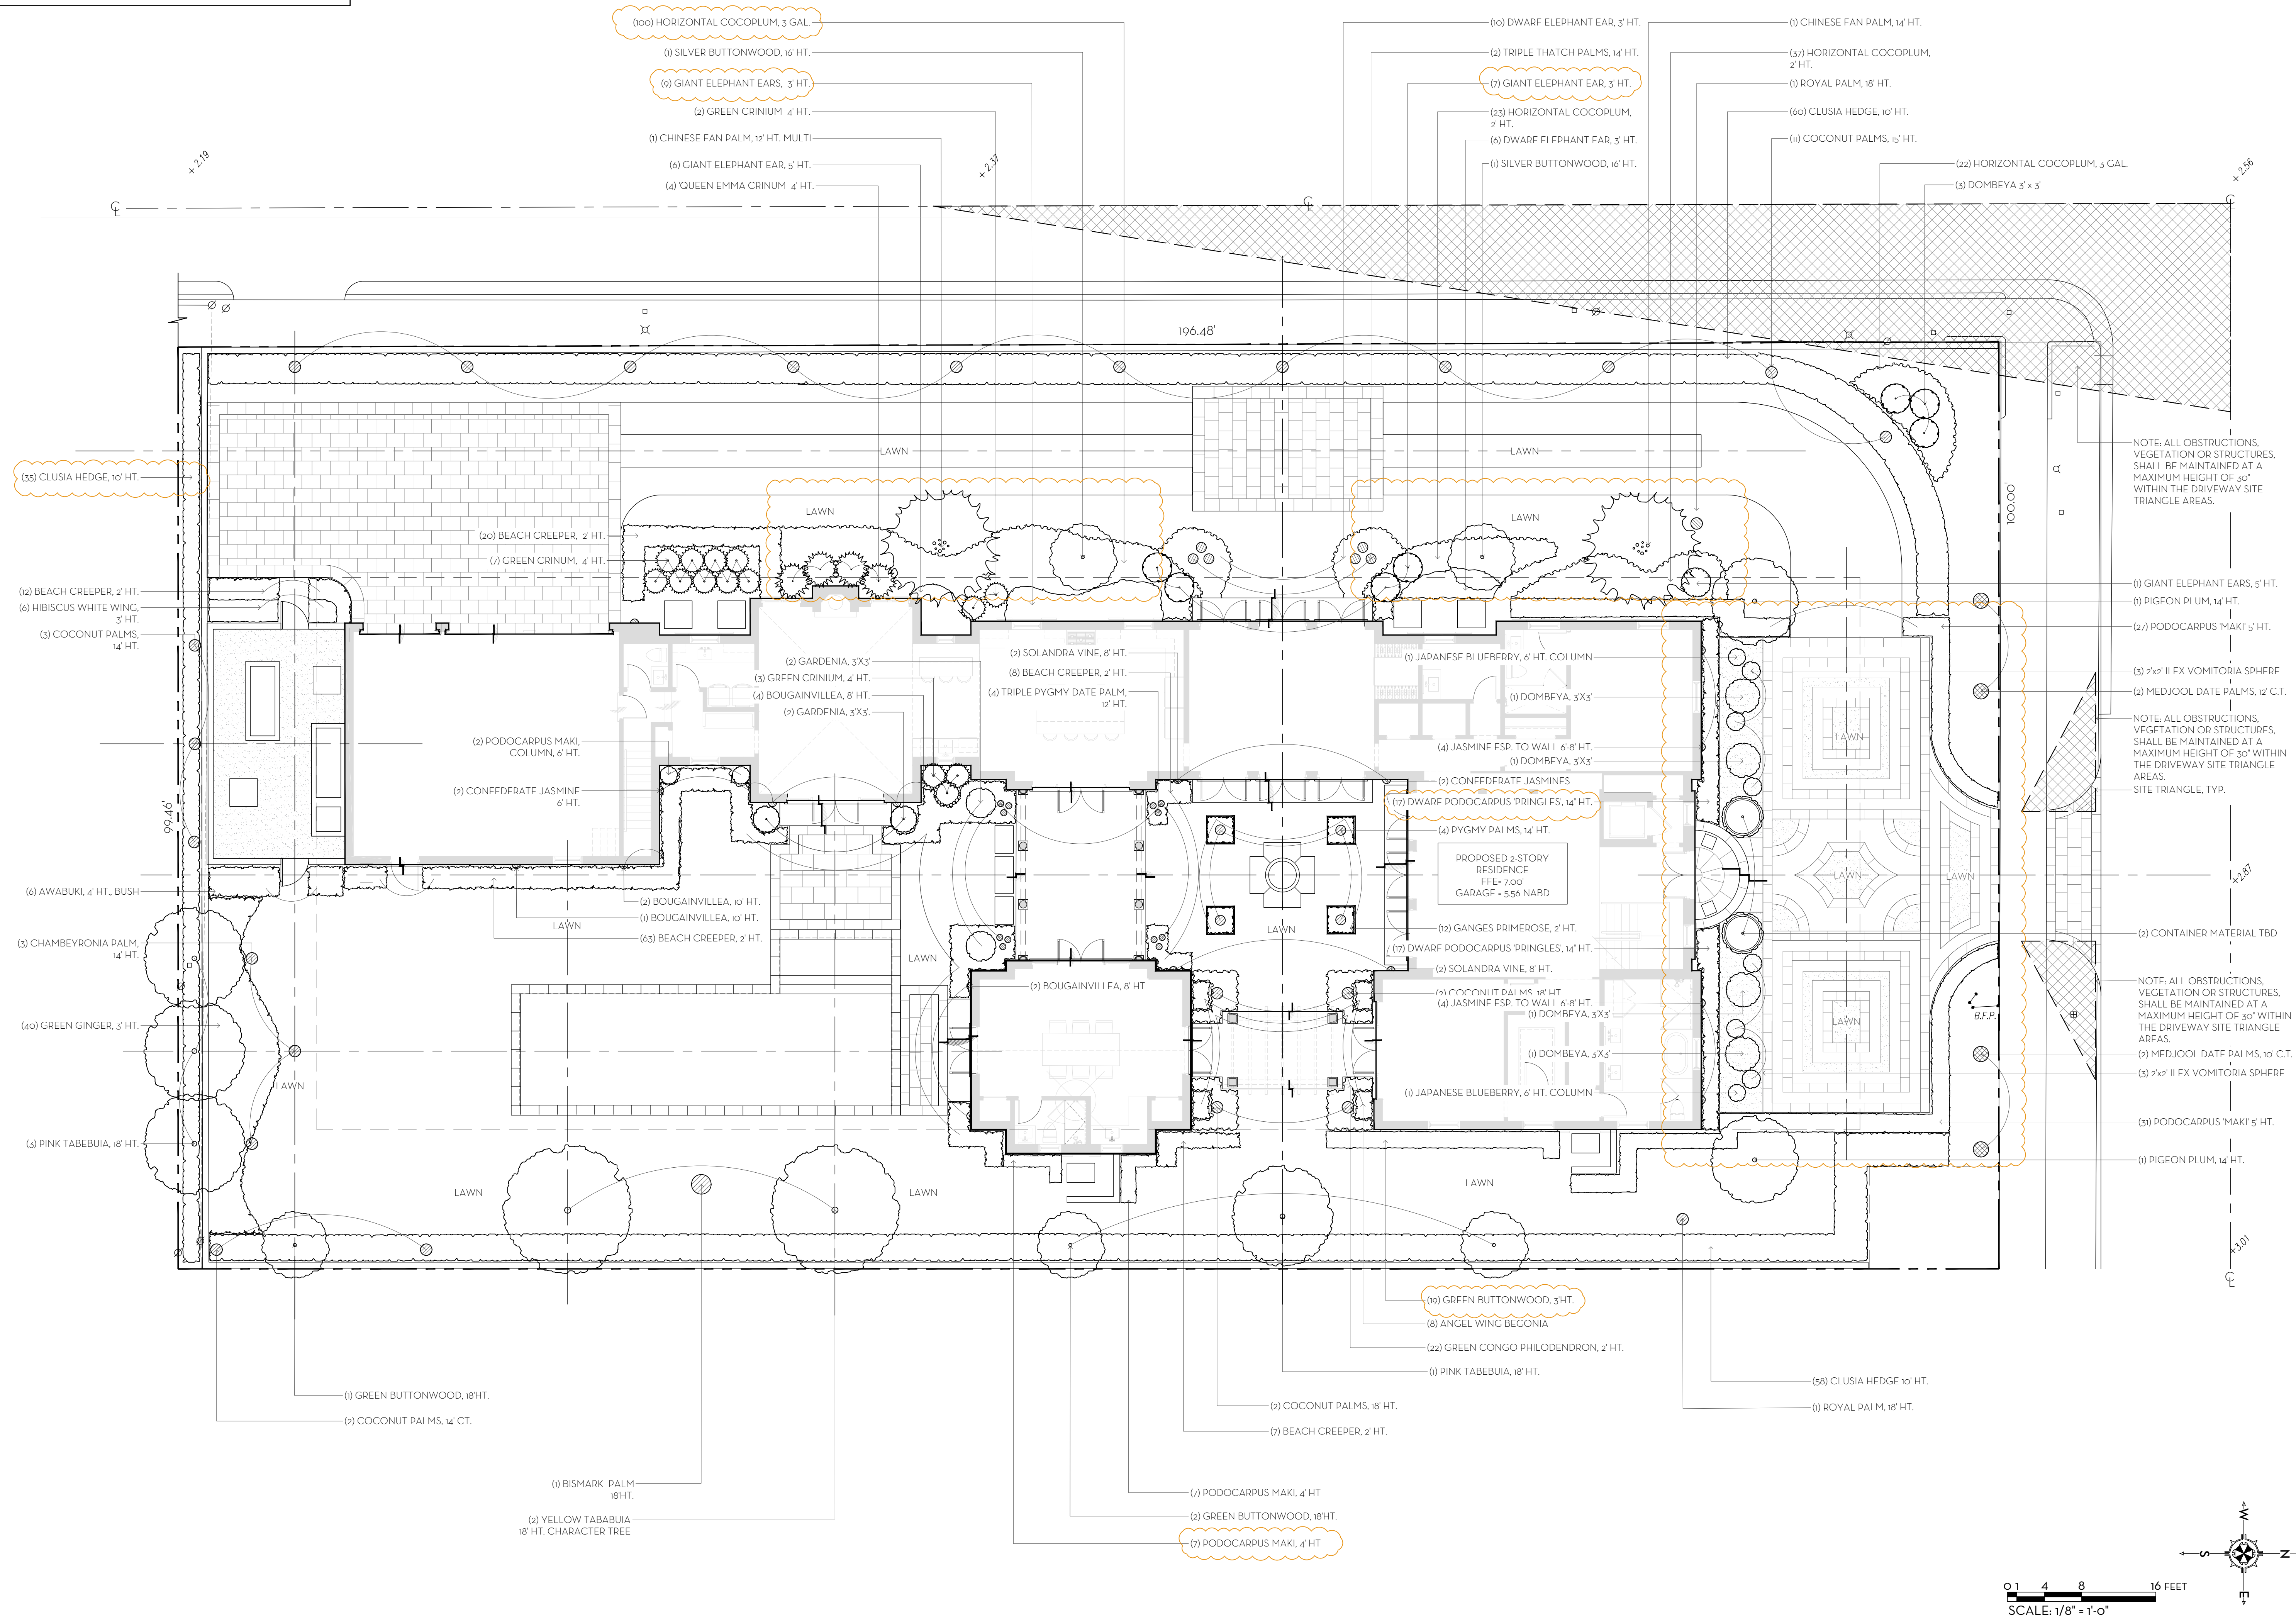 (100) HORIZONTAL COCOPLUM, 3 GAL.
(1) SILVER BUTTONWOOD, 16' HT.
(9) GIANT ELEPHANT EARS, 3' HT.
(2) GREEN CRINIUM 4' HT.
(1) CHINESE FAN PALM, 12' HT. MULTI
(6) GIANT ELEPHANT EAR, 5' HT.
(4) 'QUEEN EMMA CRINUM 4' HT.
(10) DWARF ELEPHANT EAR, 3' HT.
(2) TRIPLE THATCH PALMS, 14' HT.
(7) GIANT ELEPHANT EAR, 3' HT.
(23) HORIZONTAL COCOPLUM,
2' HT.
(6) DWARF ELEPHANT EAR, 3' HT.
(1) SILVER BUTTONWOOD, 16' HT.
(1) CHINESE FAN PALM, 14' HT.
(37) HORIZONTAL COCOPLUM,
2' HT.
(1) ROYAL PALM, 18' HT.
(60) CLUSIA HEDGE, 10' HT.
(11) COCONUT PALMS, 15' HT.
(22) HORIZONTAL COCOPLUM, 3 GAL.
(3) DOMBEYA 3' x 3'
+ 2.19
+ 2.37
+ 2.56
CL
CL
CL
196.48'
LAWN
LAWN
LAWN
LAWN
(35) CLUSIA HEDGE, 10' HT.
(20) BEACH CREEPER, 2' HT.
(7) GREEN CRINUM, 4' HT.
(12) BEACH CREEPER, 2' HT.
(6) HIBISCUS WHITE WING,
3' HT.
(3) COCONUT PALMS,
14' HT.
99.46'
(6) AWABUKI, 4' HT., BUSH
(3) CHAMBEYRONIA PALM,
14' HT.
(40) GREEN GINGER, 3' HT.
(3) PINK TABEBUIA, 18' HT.
(2) PODOCARPUS MAKI,
COLUMN, 6' HT.
(2) CONFEDERATE JASMINE
6' HT.
(2) GARDENIA, 3'X3'
(3) GREEN CRINIUM, 4' HT.
(4) BOUGAINVILLEA, 8' HT.
(2) GARDENIA, 3'X3'.
(2) SOLANDRA VINE, 8' HT.
(8) BEACH CREEPER, 2' HT.
(4) TRIPLE PYGMY DATE PALM,
12' HT.
(2) BOUGAINVILLEA, 10' HT.
(1) BOUGAINVILLEA, 10' HT.
(63) BEACH CREEPER, 2' HT.
LAWN
LAWN
LAWN
(2) BOUGAINVILLEA, 8' HT
(1) JAPANESE BLUEBERRY, 6' HT. COLUMN
(1) DOMBEYA, 3'X3'
(4) JASMINE ESP. TO WALL 6'-8' HT.
(1) DOMBEYA, 3'X3'
(2) CONFEDERATE JASMINES
(17) DWARF PODOCARPUS 'PRINGLES', 14" HT.
(4) PYGMY PALMS, 14' HT.
PROPOSED 2-STORY
RESIDENCE
FFE= 7.00'
GARAGE = 5.56 NABD
(12) GANGES PRIMEROSE, 2' HT.
LAWN
(17) DWARF PODOCARPUS 'PRINGLES', 14" HT.
(2) SOLANDRA VINE, 8' HT.
(2) COCONUT PALMS, 18' HT.
(4) JASMINE ESP. TO WALL 6'-8' HT.
(1) DOMBEYA, 3'X3'
(1) DOMBEYA, 3'X3'
(1) JAPANESE BLUEBERRY, 6' HT. COLUMN
LAWN
LAWN
LAWN
LAWN
100.00'
B.F.P.
NOTE: ALL OBSTRUCTIONS,
VEGETATION OR STRUCTURES,
SHALL BE MAINTAINED AT A
MAXIMUM HEIGHT OF 30"
WITHIN THE DRIVEWAY SITE
TRIANGLE AREAS.
(1) GIANT ELEPHANT EARS, 5' HT.
(1) PIGEON PLUM, 14' HT.
(27) PODOCARPUS 'MAKI' 5' HT.
(3) 2'x2' ILEX VOMITORIA SPHERE
(2) MEDJOOL DATE PALMS, 12' C.T.
NOTE: ALL OBSTRUCTIONS,
VEGETATION OR STRUCTURES,
SHALL BE MAINTAINED AT A
MAXIMUM HEIGHT OF 30" WITHIN
THE DRIVEWAY SITE TRIANGLE
AREAS.
SITE TRIANGLE, TYP.
+2.87
(2) CONTAINER MATERIAL TBD
NOTE: ALL OBSTRUCTIONS,
VEGETATION OR STRUCTURES,
SHALL BE MAINTAINED AT A
MAXIMUM HEIGHT OF 30" WITHIN
THE DRIVEWAY SITE TRIANGLE
AREAS.
(2) MEDJOOL DATE PALMS, 10' C.T.
(3) 2'x2' ILEX VOMITORIA SPHERE
(31) PODOCARPUS 'MAKI' 5' HT.
(1) PIGEON PLUM, 14' HT.
+3.01
CL
LAWN
LAWN
LAWN
(19) GREEN BUTTONWOOD, 3'HT.
(8) ANGEL WING BEGONIA
(22) GREEN CONGO PHILODENDRON, 2' HT.
(1) PINK TABEBUIA, 18' HT.
(58) CLUSIA HEDGE 10' HT.
(1) ROYAL PALM, 18' HT.
(1) GREEN BUTTONWOOD, 18'HT.
(2) COCONUT PALMS, 14' CT.
(2) COCONUT PALMS, 18' HT.
(7) BEACH CREEPER, 2' HT.
(1) BISMARK PALM
18'HT.
(2) YELLOW TABABUIA
18' HT. CHARACTER TREE
(7) PODOCARPUS MAKI, 4' HT
(2) GREEN BUTTONWOOD, 18'HT.
(7) PODOCARPUS MAKI, 4' HT
W
S
N
E
0 1 4 8 16 FEET
SCALE: 1/8" = 1'-0"